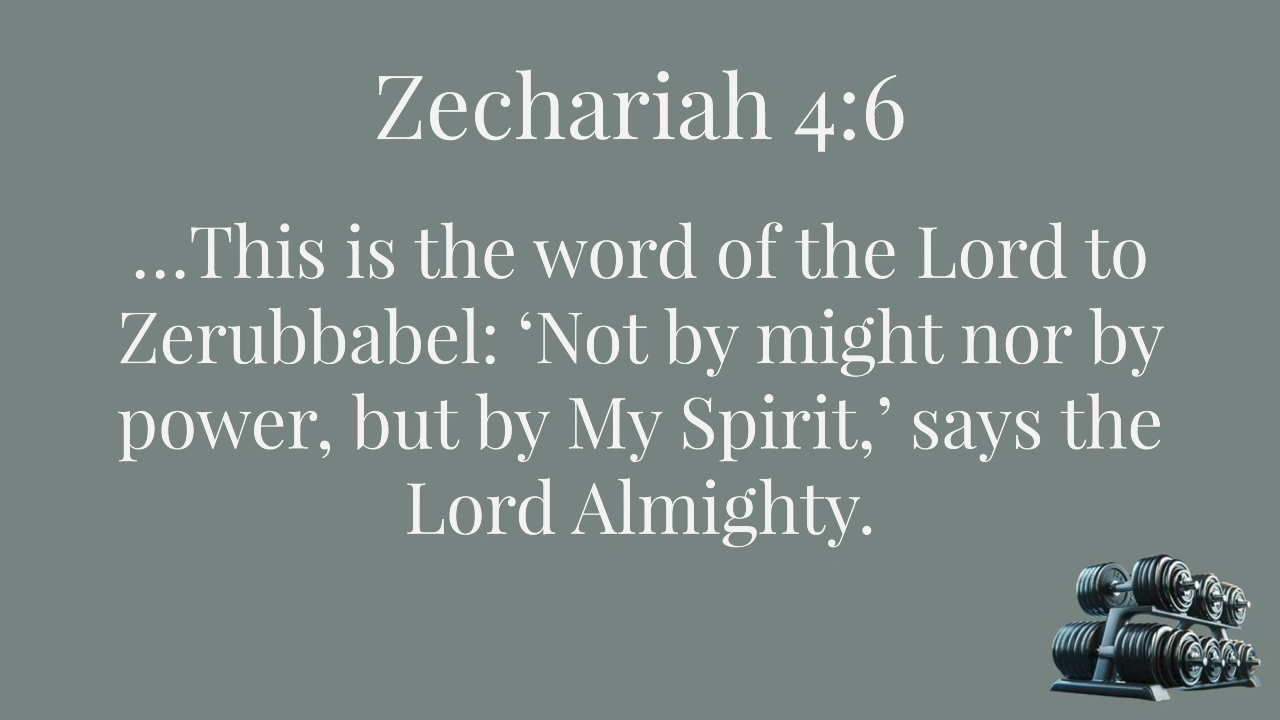 Zechariah 4:6
...This is the word of the Lord to
Zerubbabel: ‘Not by might nor by
power, but by My Spirit,’ says the
Lord Almighty.